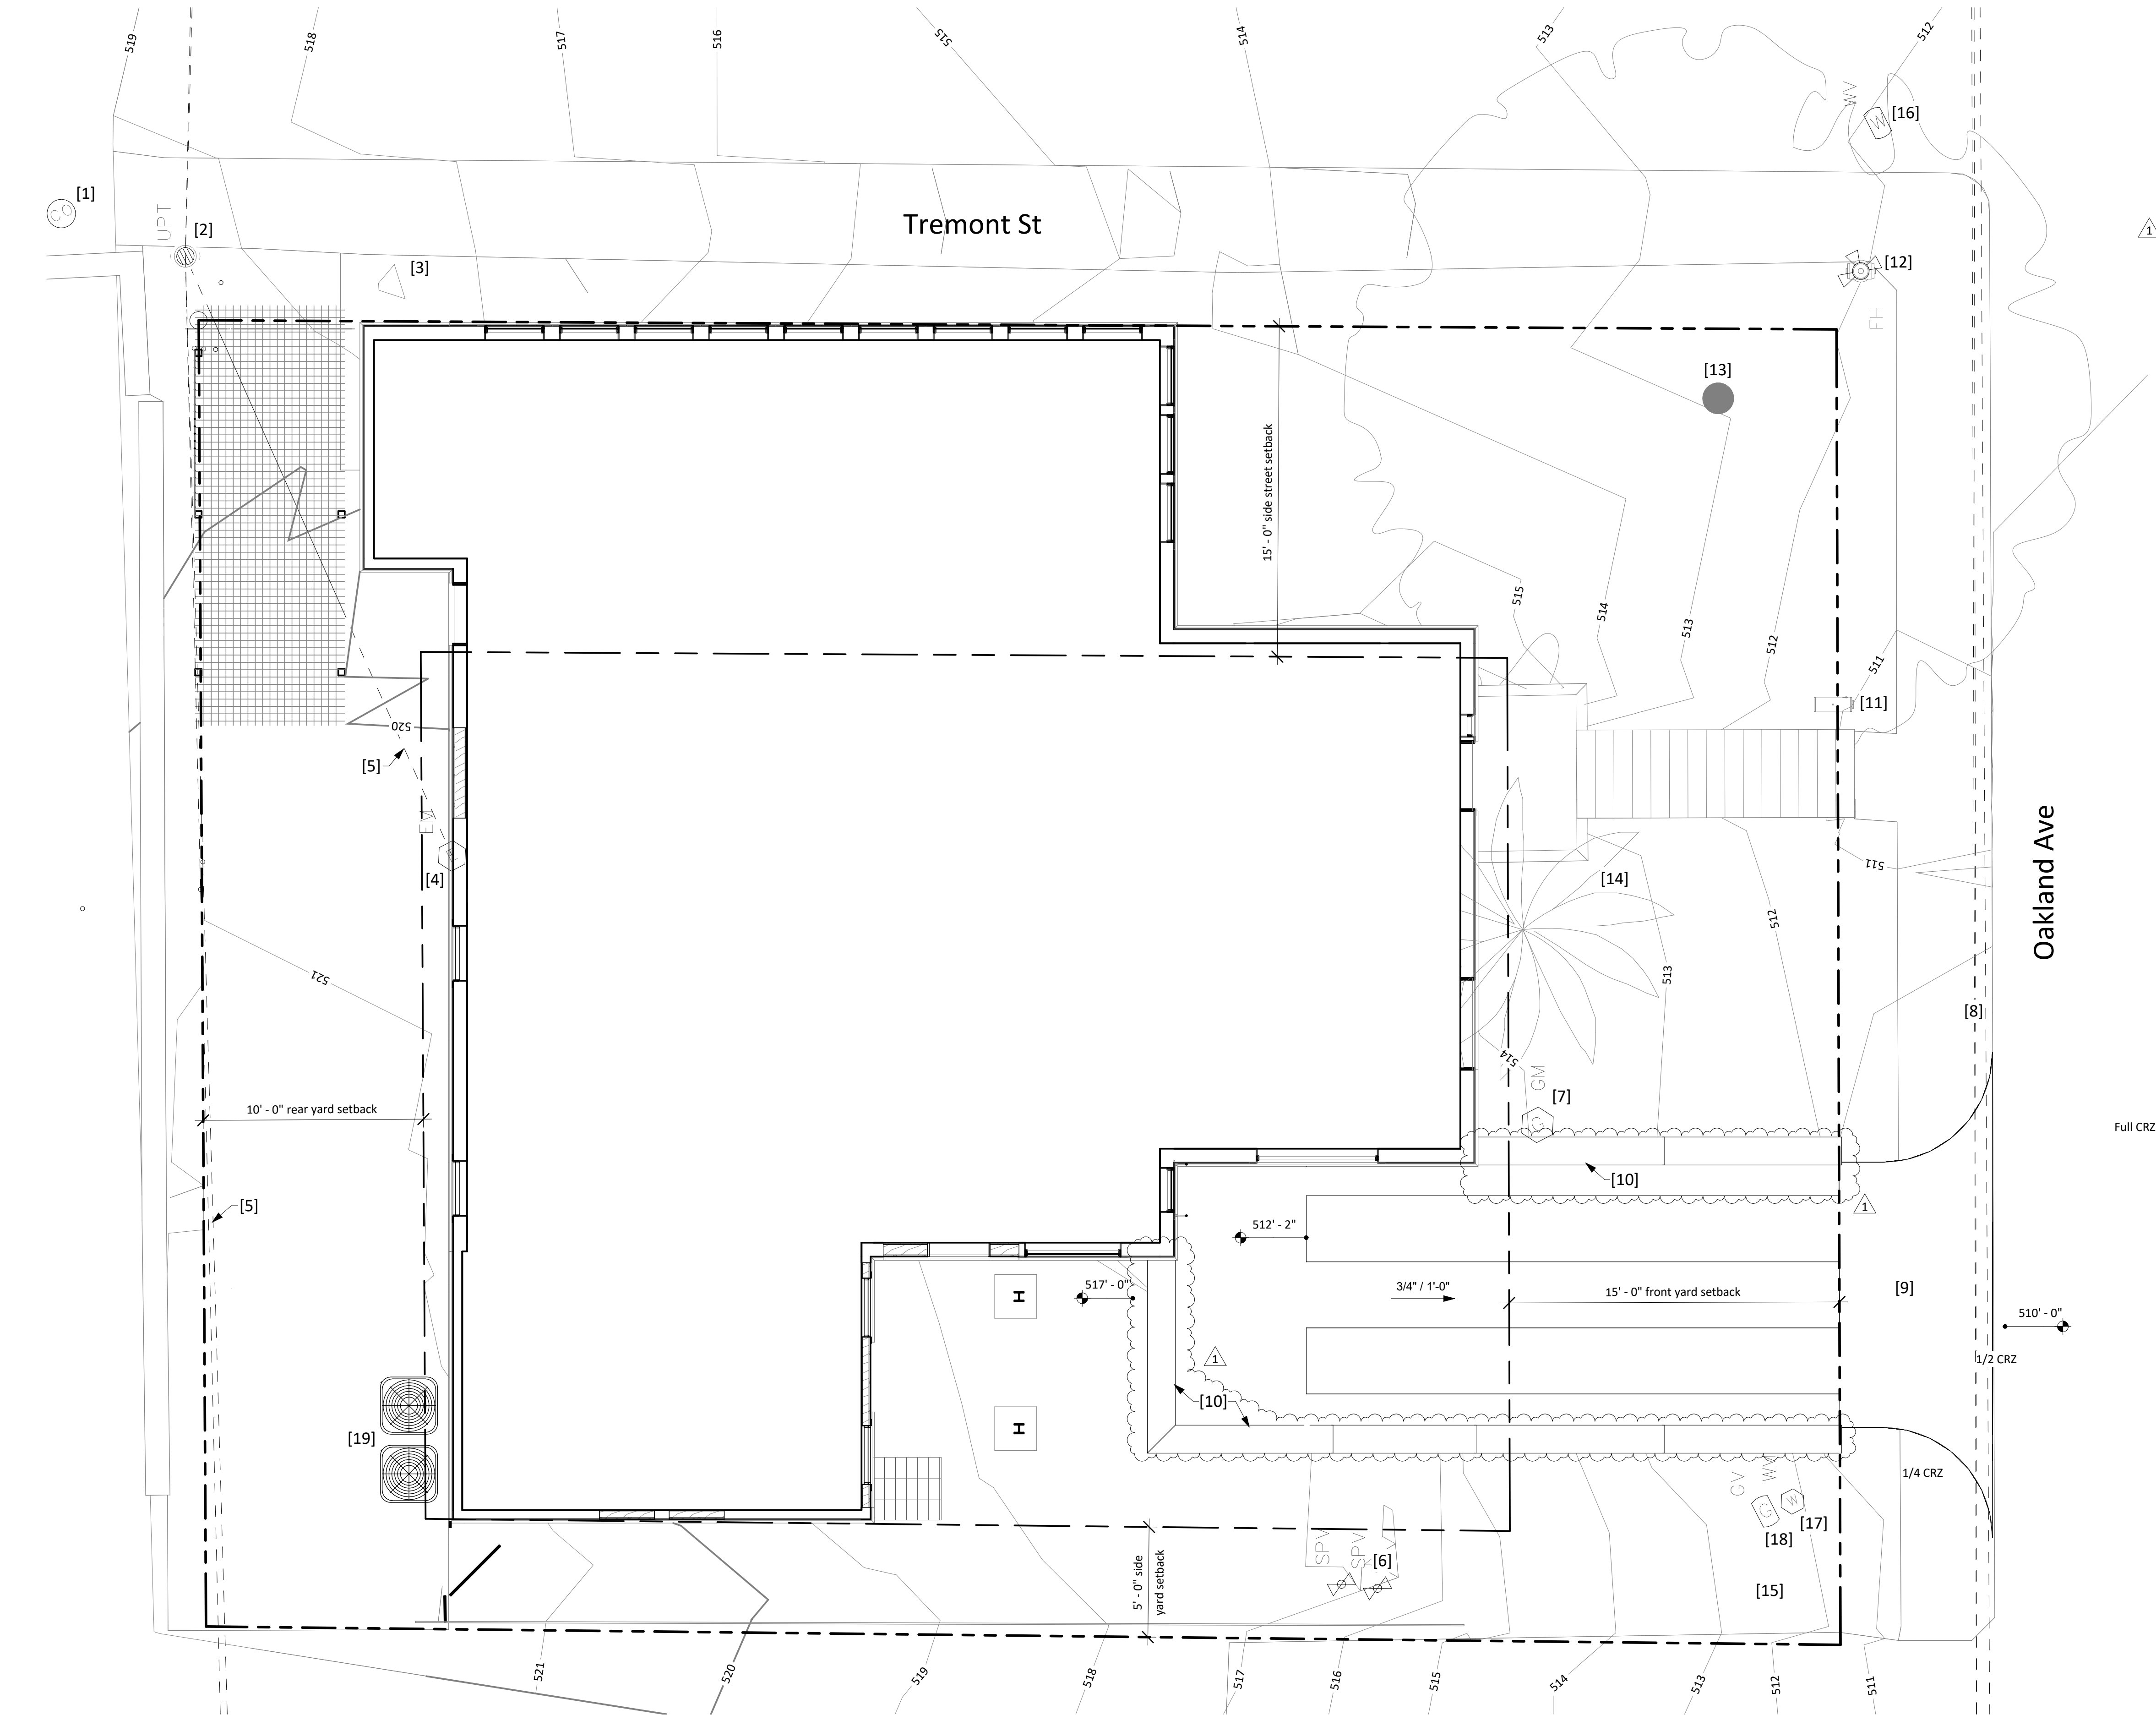 519
518
517
516
515
514
513
512
WV
[16]
W
[1]
CO
UPT
[2]
Tremont St
1
[3]
[12]
FH
[13]
15' - 0" side street setback
515
514
513
512
511
[11]
520
[5]
EM
[4]
Oakland Ave
511
[14]
512
513
521
514
[8]
GM
[7]
G
10' - 0" rear yard setback
Full CRZ
[10]
[5]
1
512' - 2"
517' - 0"
H
3/4" / 1'-0"
15' - 0" front yard setback
[9]
510' - 0"
1
1/2 CRZ
[10]
H
[19]
1/4 CRZ
GV
WM
G
W
[17]
[18]
SPV
SPV
[6]
5' - 0" side
yard setback
[15]
521
520
519
518
517
516
515
514
513
512
511